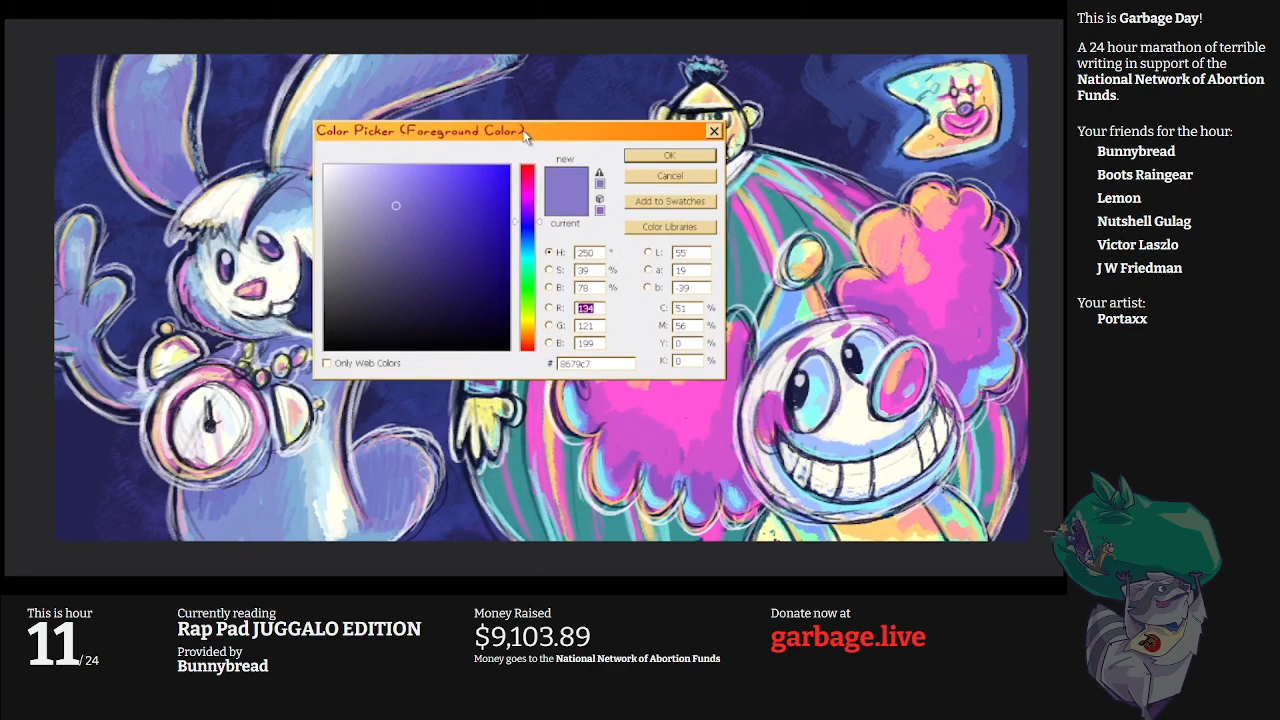 This is Garbage Day!
A 24 hour marathon of terrible
writing in support of the
National Network of Abortion
Funds.
Your friends for the hour:
Bunnybread
Boots Raingear
Lemon
Nutshell Gulag
Victor Laszlo
J W Friedman
Your artist:
Portaxx
Color Picker (Foreground Color)
new
current
OK
Cancel
Add to Swatches
Color Libraries
H: 250 °
S: 39 %
B: 78 %
R: 134
G: 121
B: 199
L: 55
a: 19
b: -39
C: 51 %
M: 56 %
Y: 0 %
K: 0 %
Only Web Colors
# 8679c7
This is hour
11 / 24
Currently reading
Rap Pad JUGGALO EDITION
Provided by
Bunnybread
Money Raised
$9,103.89
Money goes to the National Network of Abortion Funds
Donate now at
garbage.live